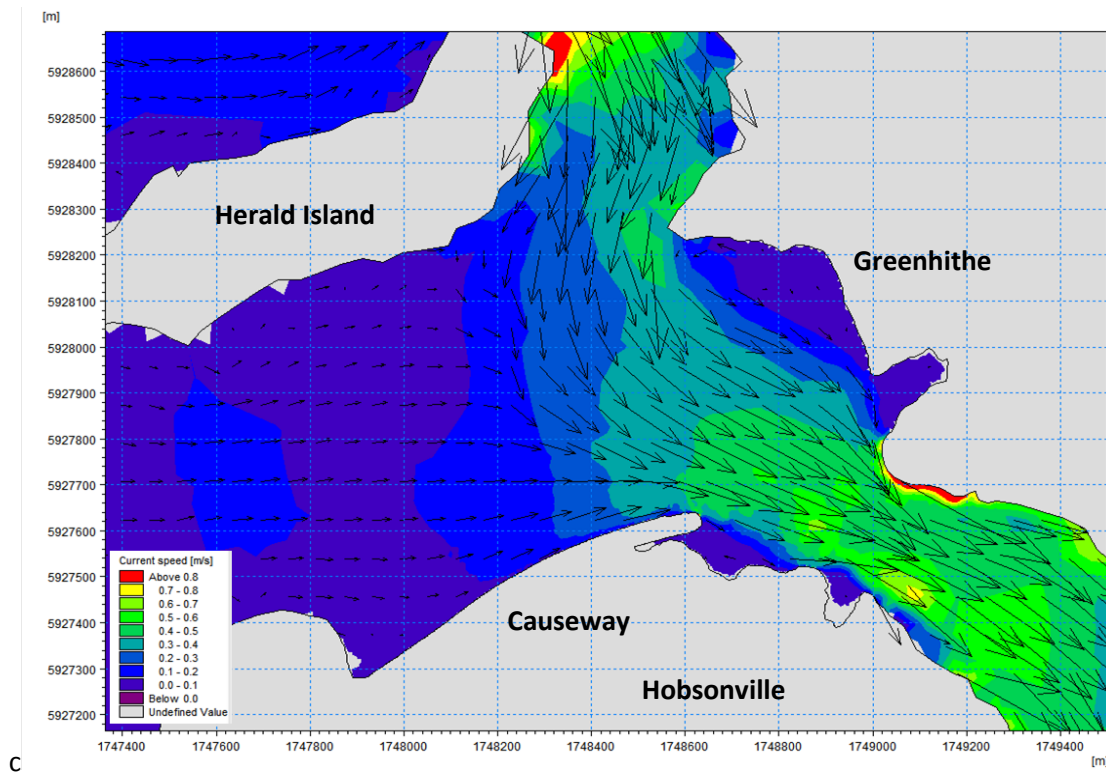 [m]
5928600
5928500
5928400
5928300
5928200
5928100
5928000
5927900
5927800
5927700
5927600
5927500
5927400
5927300
5927200
Herald Island
Greenhithe
Causeway
Hobsonville
Current speed [m/s]
Above 0.8
0.7 - 0.8
0.6 - 0.7
0.5 - 0.6
0.4 - 0.5
0.3 - 0.4
0.2 - 0.3
0.1 - 0.2
0.0 - 0.1
Below 0.0
Undefined Value
1747400 1747600 1747800 1748000 1748200 1748400 1748600 1748800 1749000 1749200 1749400
[m]
c